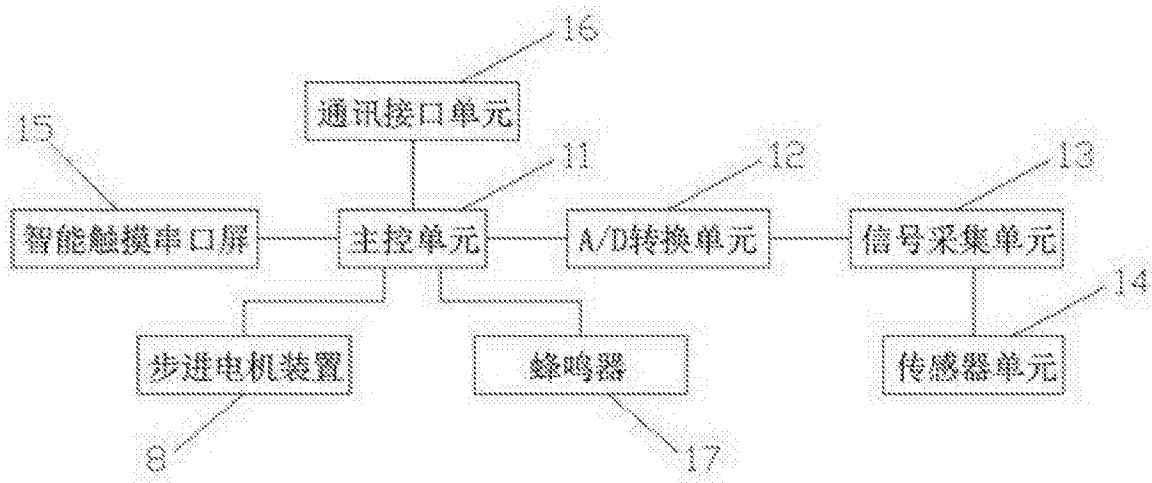 16
通讯接口单元
15
11
12
13
智能触摸串口屏
主控单元
A/D转换单元
信号采集单元
14
步进电机装置
蜂鸣器
传感器单元
8
17